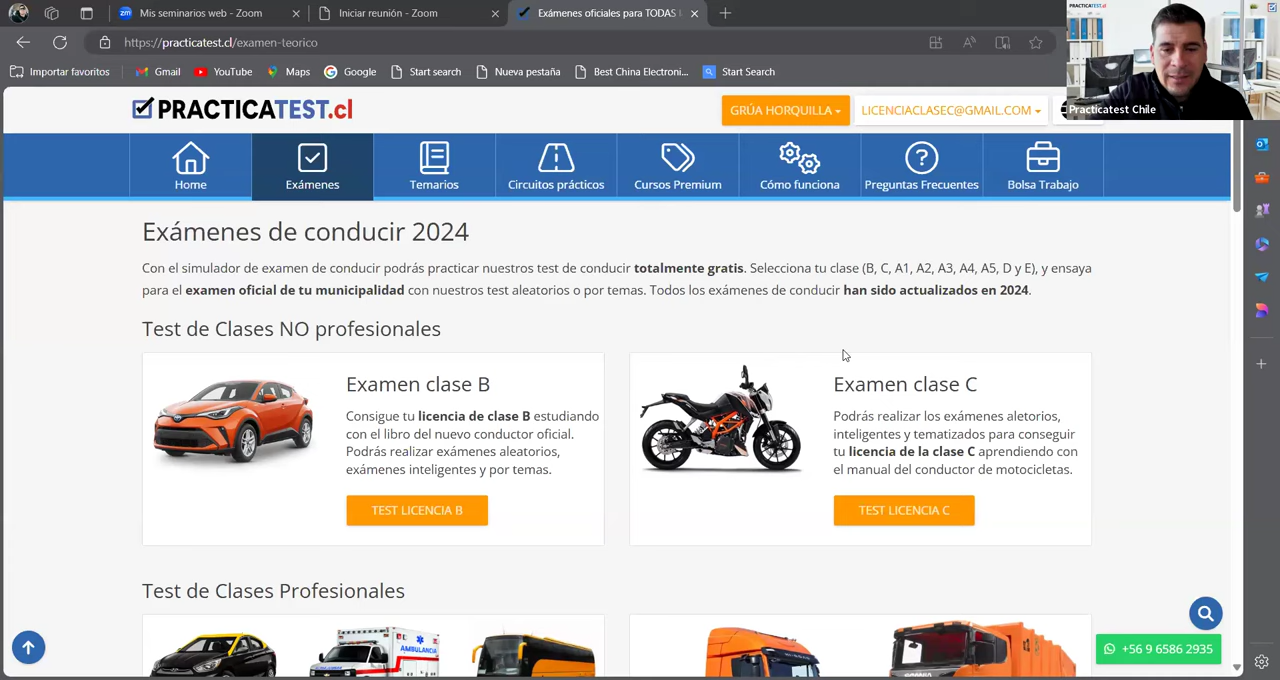 Mis seminarios web - Zoom
Iniciar reunión - Zoom
Exámenes oficiales para TODAS
https://practicatest.cl/examen-teorico
Importar favoritos
Gmail
YouTube
Maps
Google
Start search
Nueva pestaña
Best China Electroni...
Start Search
PRACTICATEST.cl
Practicatest Chile
PRACTICATEST.cl
GRÚA HORQUILLA
LICENCIACLASEC@GMAIL.COM
Home
Exámenes
Temarios
Circuitos prácticos
Cursos Premium
Cómo funciona
Preguntas Frecuentes
Bolsa Trabajo
Exámenes de conducir 2024
Con el simulador de examen de conducir podrás practicar nuestros test de conducir totalmente gratis. Selecciona tu clase (B, C, A1, A2, A3, A4, A5, D y E), y ensaya
para el examen oficial de tu municipalidad con nuestros test aleatorios o por temas. Todos los exámenes de conducir han sido actualizados en 2024.
Test de Clases NO profesionales
Examen clase B
Consigue tu licencia de clase B estudiando
con el libro del nuevo conductor oficial.
Podrás realizar exámenes aleatorios,
exámenes inteligentes y por temas.
TEST LICENCIA B
Examen clase C
Podrás realizar los exámenes aletorios,
inteligentes y tematizados para conseguir
tu licencia de la clase C aprendiendo con
el manual del conductor de motocicletas.
TEST LICENCIA C
Test de Clases Profesionales
AMBULANCIA
+56 9 6586 2935